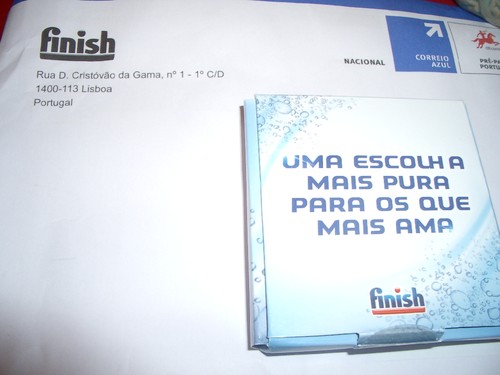 finish
Rua D. Cristóvão da Gama, nº 1 - 1º C/D
1400-113 Lisboa
Portugal
NACIONAL
CORREIO
AZUL
UMA ESCOLHA
MAIS PURA
PARA OS QUE
MAIS AMA
finish